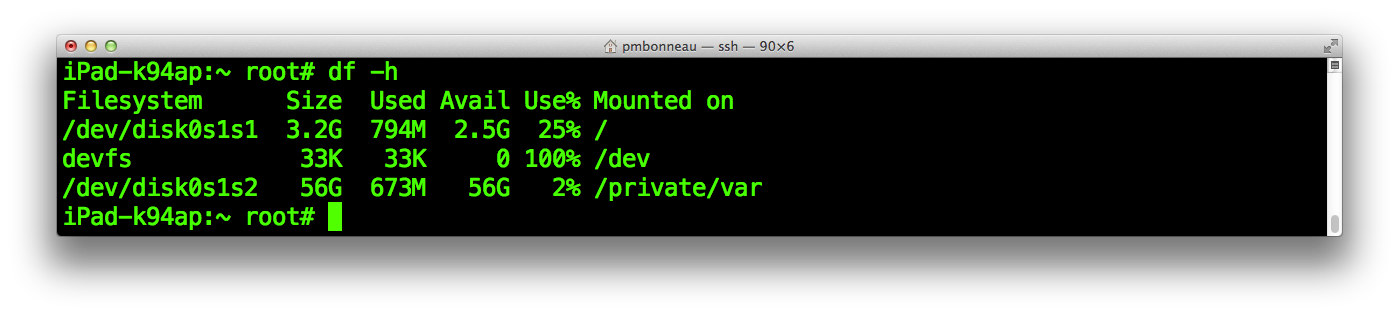 pmbonneau — ssh — 90×6
iPad-k94ap:~ root# df -h
Filesystem      Size  Used Avail Use% Mounted on
/dev/disk0s1s1  3.2G  794M  2.5G  25% /
devfs            33K   33K     0 100% /dev
/dev/disk0s1s2   56G  673M   56G   2% /private/var
iPad-k94ap:~ root#